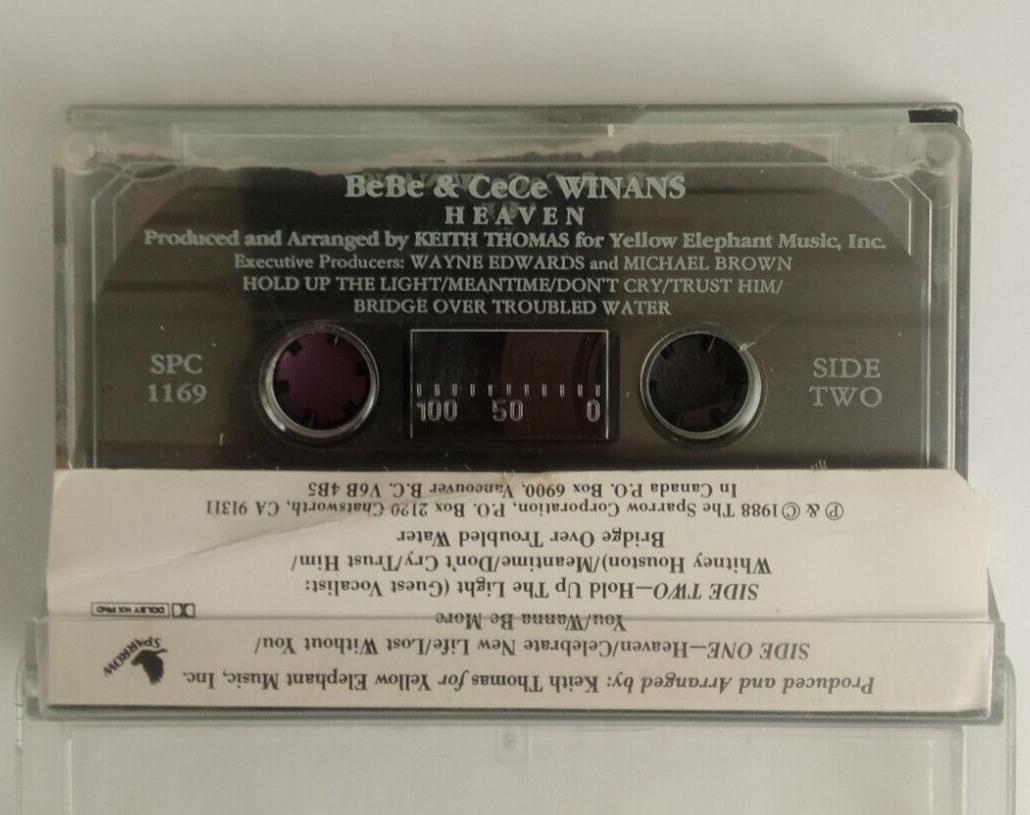 BeBe & CeCe WINANS
HEAVEN
Produced and Arranged by KEITH THOMAS for Yellow Elephant Music, Inc.
Executive Producers: WAYNE EDWARDS and MICHAEL BROWN
HOLD UP THE LIGHT/MEANTIME/DON'T CRY/TRUST HIM/
BRIDGE OVER TROUBLED WATER
SPC
1169
100 50 0
SIDE
TWO
Produced and Arranged by: Keith Thomas for Yellow Elephant Music, Inc.
SIDE ONE—Heaven/Celebrate New Life/Lost Without You/
You/Wanna Be More
SIDE TWO—Hold Up The Light (Guest Vocalist:
Whitney Houston)/Meantime/Don't Cry/Trust Him/
Bridge Over Troubled Water
℗ & © 1988 The Sparrow Corporation, P.O. Box 2120 Chatsworth, CA 91311
In Canada P.O. Box 6900, Vancouver B.C. V6B 4B5
SPARROW
DOLBY HX PRO